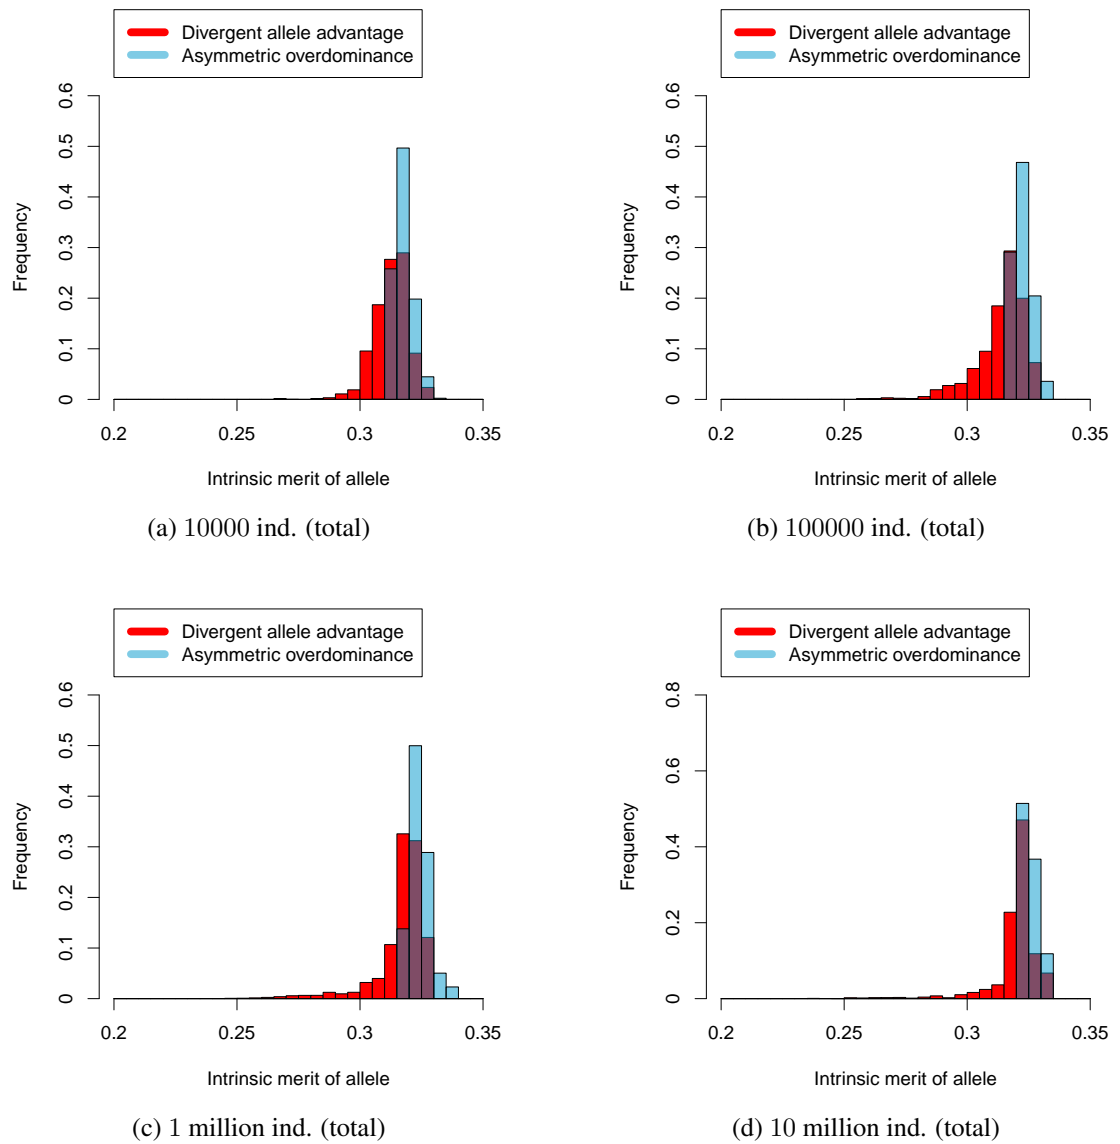 Divergent allele advantage
Asymmetric overdominance
Frequency
0.6
0.5
0.4
0.3
0.2
0.1
0
0.2 0.25 0.3 0.35
Intrinsic merit of allele
(a) 10000 ind. (total)
Divergent allele advantage
Asymmetric overdominance
Frequency
0.6
0.5
0.4
0.3
0.2
0.1
0
0.2 0.25 0.3 0.35
Intrinsic merit of allele
(b) 100000 ind. (total)
Divergent allele advantage
Asymmetric overdominance
Frequency
0.6
0.5
0.4
0.3
0.2
0.1
0
0.2 0.25 0.3 0.35
Intrinsic merit of allele
(c) 1 million ind. (total)
Divergent allele advantage
Asymmetric overdominance
Frequency
0.8
0.6
0.4
0.2
0
0.2 0.25 0.3 0.35
Intrinsic merit of allele
(d) 10 million ind. (total)